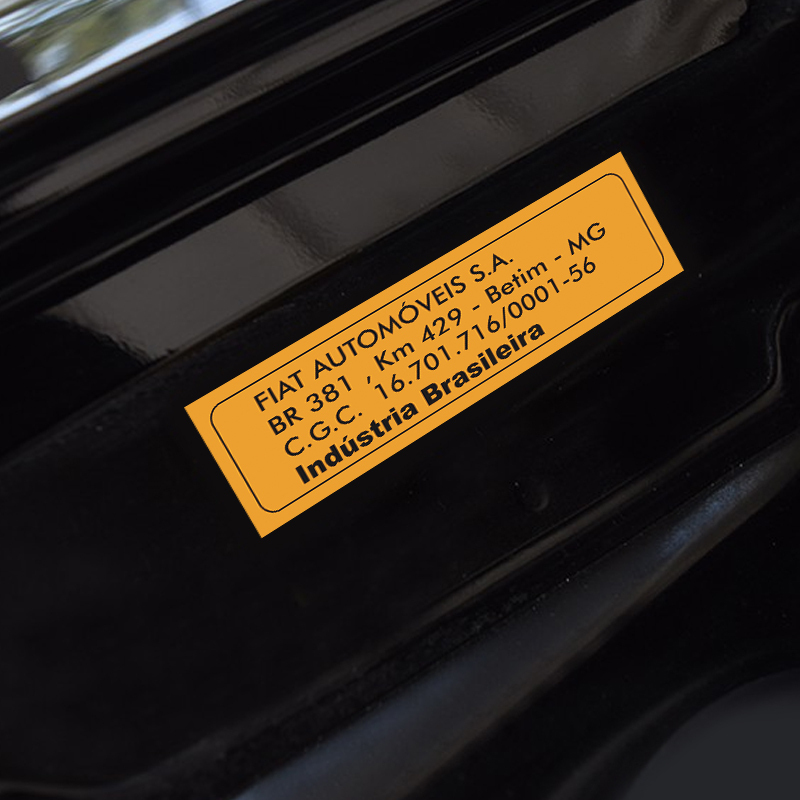 FIAT AUTOMÓVEIS S.A.
BR 381 , Km 429 - Betim - MG
C.G.C. 16.701.716/0001-56
Indústria Brasileira